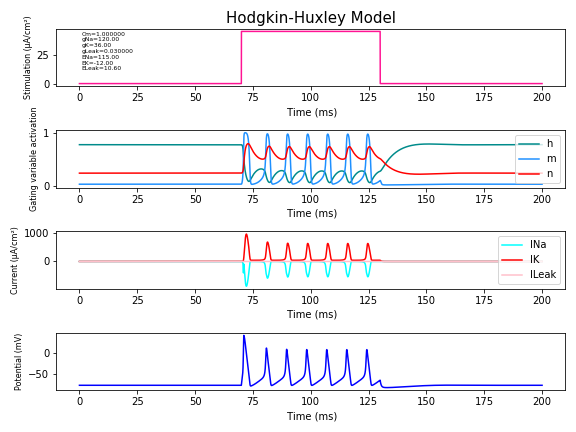 Hodgkin-Huxley Model
Stimulation (μA/cm²)
Cm=1.000000
gNa=120.00
gK=36.00
gLeak=0.030000
ENa=115.00
EK=-12.00
ELeak=10.60
25
0
0 25 50 75 100 125 150 175 200
Time (ms)
Gating variable activation
1
0
h
m
n
0 25 50 75 100 125 150 175 200
Time (ms)
Current (μA/cm²)
1000
0
INa
IK
ILeak
0 25 50 75 100 125 150 175 200
Time (ms)
Potential (mV)
0
−50
0 25 50 75 100 125 150 175 200
Time (ms)